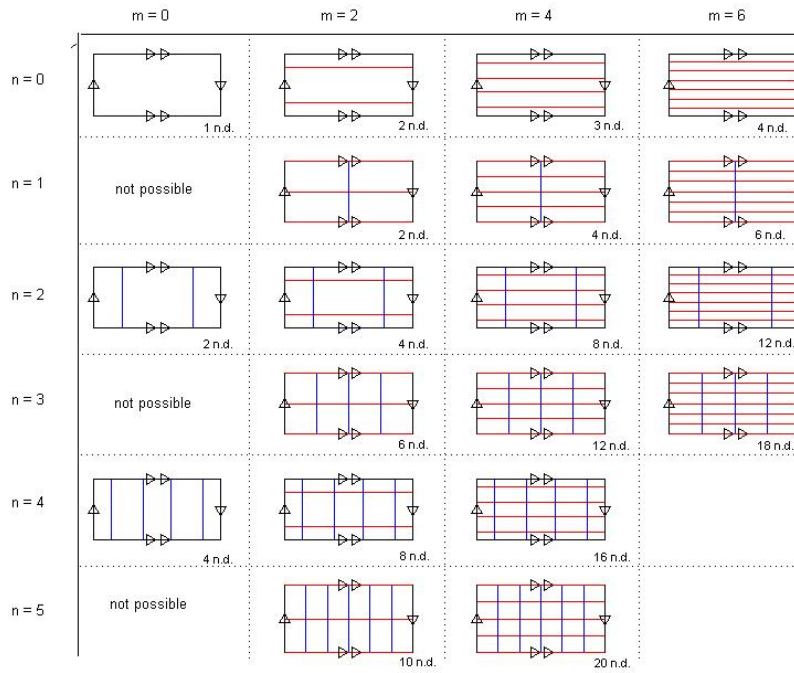 m = 0 m = 2 m = 4 m = 6
n = 0
1 n.d. 2 n.d. 3 n.d. 4 n.d.
n = 1 not possible
2 n.d. 4 n.d. 6 n.d.
n = 2
2 n.d. 4 n.d. 8 n.d. 12 n.d.
n = 3 not possible
6 n.d. 12 n.d. 18 n.d.
n = 4
4 n.d. 8 n.d. 16 n.d.
n = 5 not possible
10 n.d. 20 n.d.